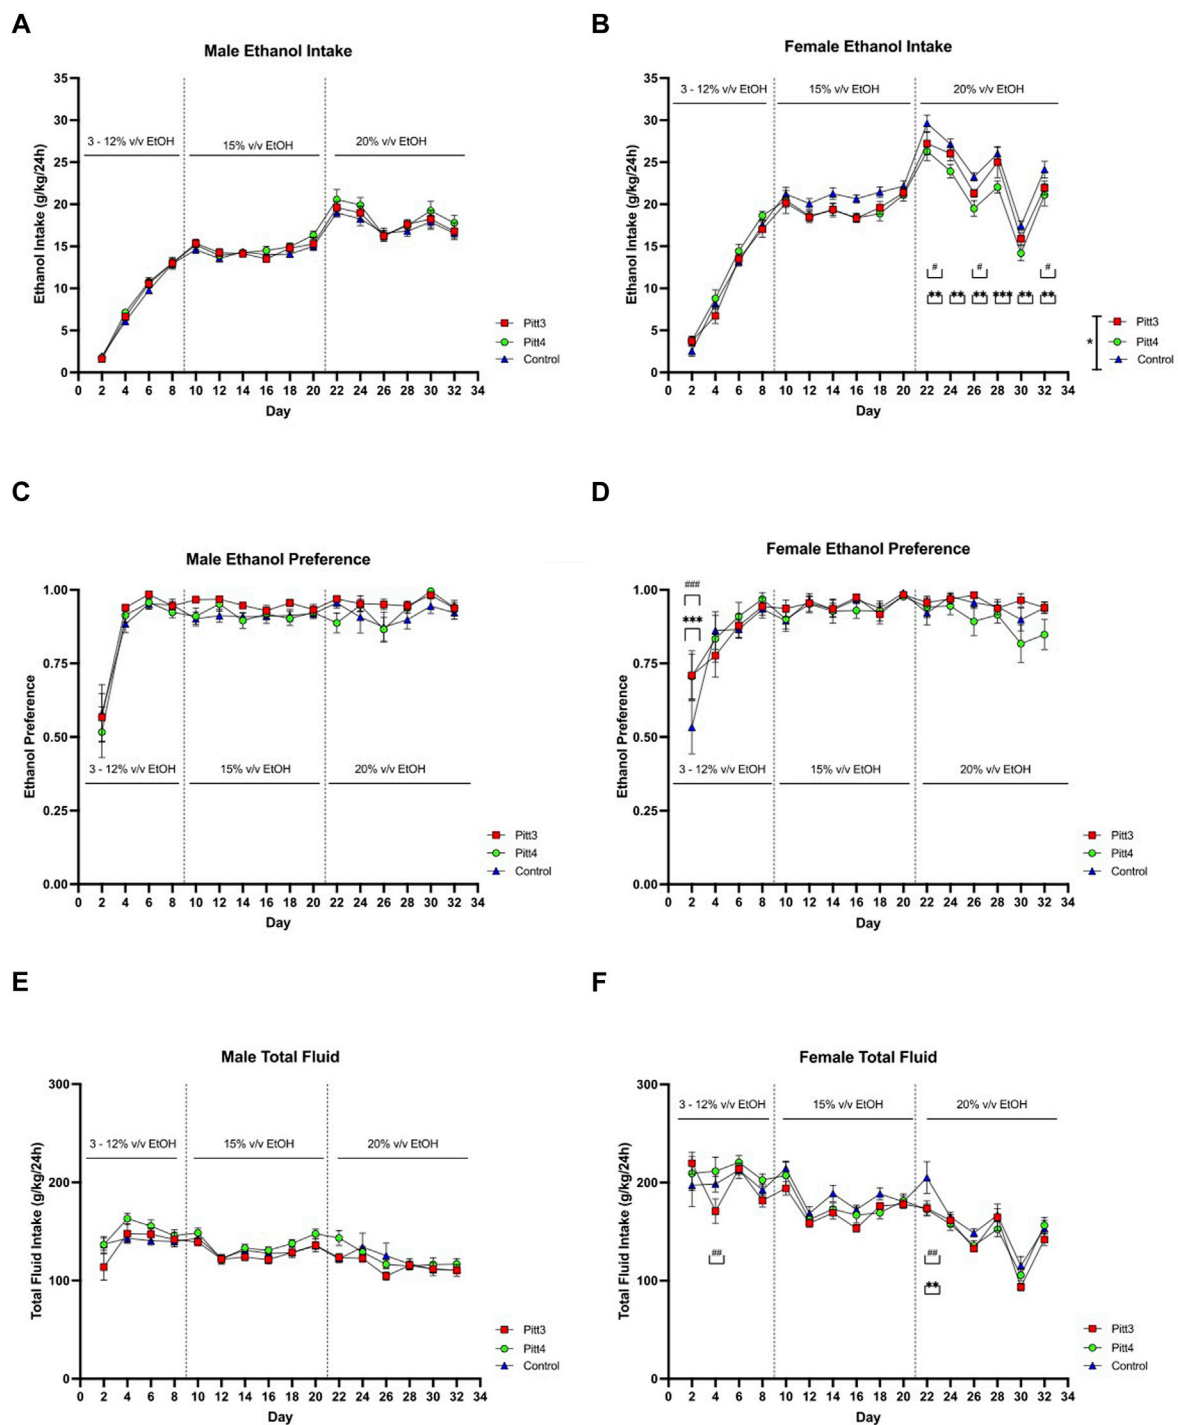 A
Male Ethanol Intake
Ethanol Intake (g/kg/24h)
35
30
25
20
15
10
5
0
3 - 12% v/v EtOH
15% v/v EtOH
20% v/v EtOH
0 2 4 6 8 10 12 14 16 18 20 22 24 26 28 30 32 34
Day
Pitt3
Pitt4
Control
B
Female Ethanol Intake
Ethanol Intake (g/kg/24h)
35
30
25
20
15
10
5
0
3 - 12% v/v EtOH
15% v/v EtOH
20% v/v EtOH
# # #
** ** ** *** ** **
0 2 4 6 8 10 12 14 16 18 20 22 24 26 28 30 32 34
Day
*
Pitt3
Pitt4
Control
C
Male Ethanol Preference
Ethanol Preference
1.00
0.75
0.50
0.25
0.00
3 - 12% v/v EtOH
15% v/v EtOH
20% v/v EtOH
0 2 4 6 8 10 12 14 16 18 20 22 24 26 28 30 32 34
Day
Pitt3
Pitt4
Control
D
Female Ethanol Preference
Ethanol Preference
1.00
0.75
0.50
0.25
0.00
###
***
3 - 12% v/v EtOH
15% v/v EtOH
20% v/v EtOH
0 2 4 6 8 10 12 14 16 18 20 22 24 26 28 30 32 34
Day
Pitt3
Pitt4
Control
E
Male Total Fluid
Total Fluid Intake (g/kg/24h)
300
200
100
0
3 - 12% v/v EtOH
15% v/v EtOH
20% v/v EtOH
0 2 4 6 8 10 12 14 16 18 20 22 24 26 28 30 32 34
Day
Pitt3
Pitt4
Control
F
Female Total Fluid
Total Fluid Intake (g/kg/24h)
300
200
100
0
3 - 12% v/v EtOH
15% v/v EtOH
20% v/v EtOH
## ##
**
0 2 4 6 8 10 12 14 16 18 20 22 24 26 28 30 32 34
Day
Pitt3
Pitt4
Control